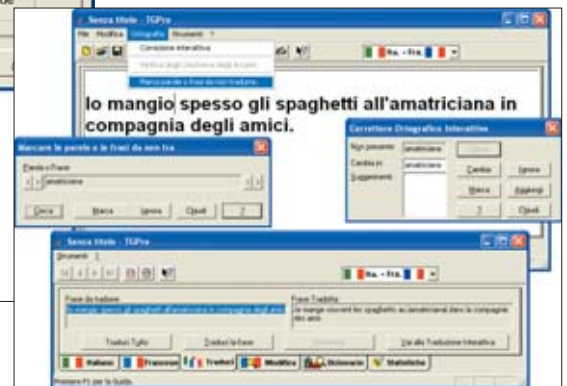 Senza titolo - TGPro
File Modifica Ortografia Strumenti ?
Correzione interattiva
Marca parole o frasi da non tradurre
Ita. - Fra.
Io mangio spesso gli spaghetti all'amatriciana in
compagnia degli amici.
Marcare le parole e le frasi da non tra
Parola o Frase
amatriciana
Cerca Marca Ignora Chiudi ?
Correttore Ortografico Interattivo
Non presente: amatriciana
Cambia in: amatriciana
Suggerimenti:
Cambia Ignora
Marca Aggiungi
? Chiudi
Senza titolo - TGPro
Strumenti ?
Ita. - Fra.
Frase da tradurre:
Io mangio spesso gli spaghetti all'amatriciana in compagnia degli amici.
Frase Tradotta:
Je mange souvent les spaghetti au amatricianal dans la compagnie
des amis.
Traduci Tutto Traduci la frase Via alla Traduzione Interattiva
Italiano Francese Traduci Modifica Dizionario Statistiche
Premere F1 per la Guida.